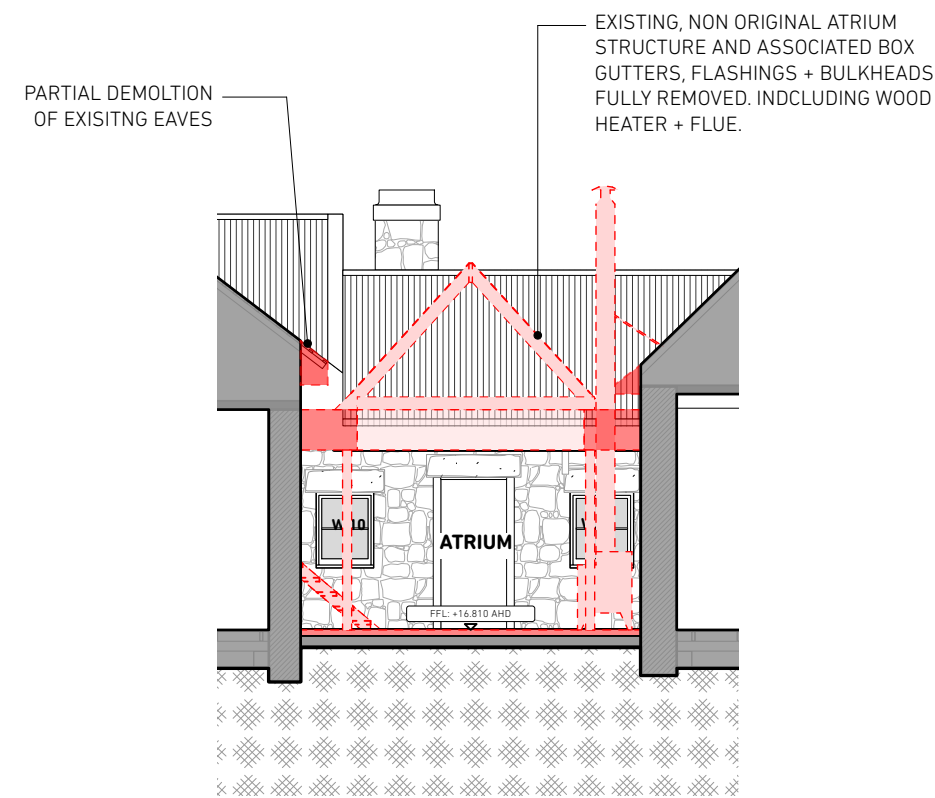 EXISTING, NON ORIGINAL ATRIUM
STRUCTURE AND ASSOCIATED BOX
GUTTERS, FLASHINGS + BULKHEADS
FULLY REMOVED. INDCLUDING WOOD
HEATER + FLUE.
PARTIAL DEMOLTION
OF EXISITNG EAVES
ATRIUM
FFL: +16.810 AHD